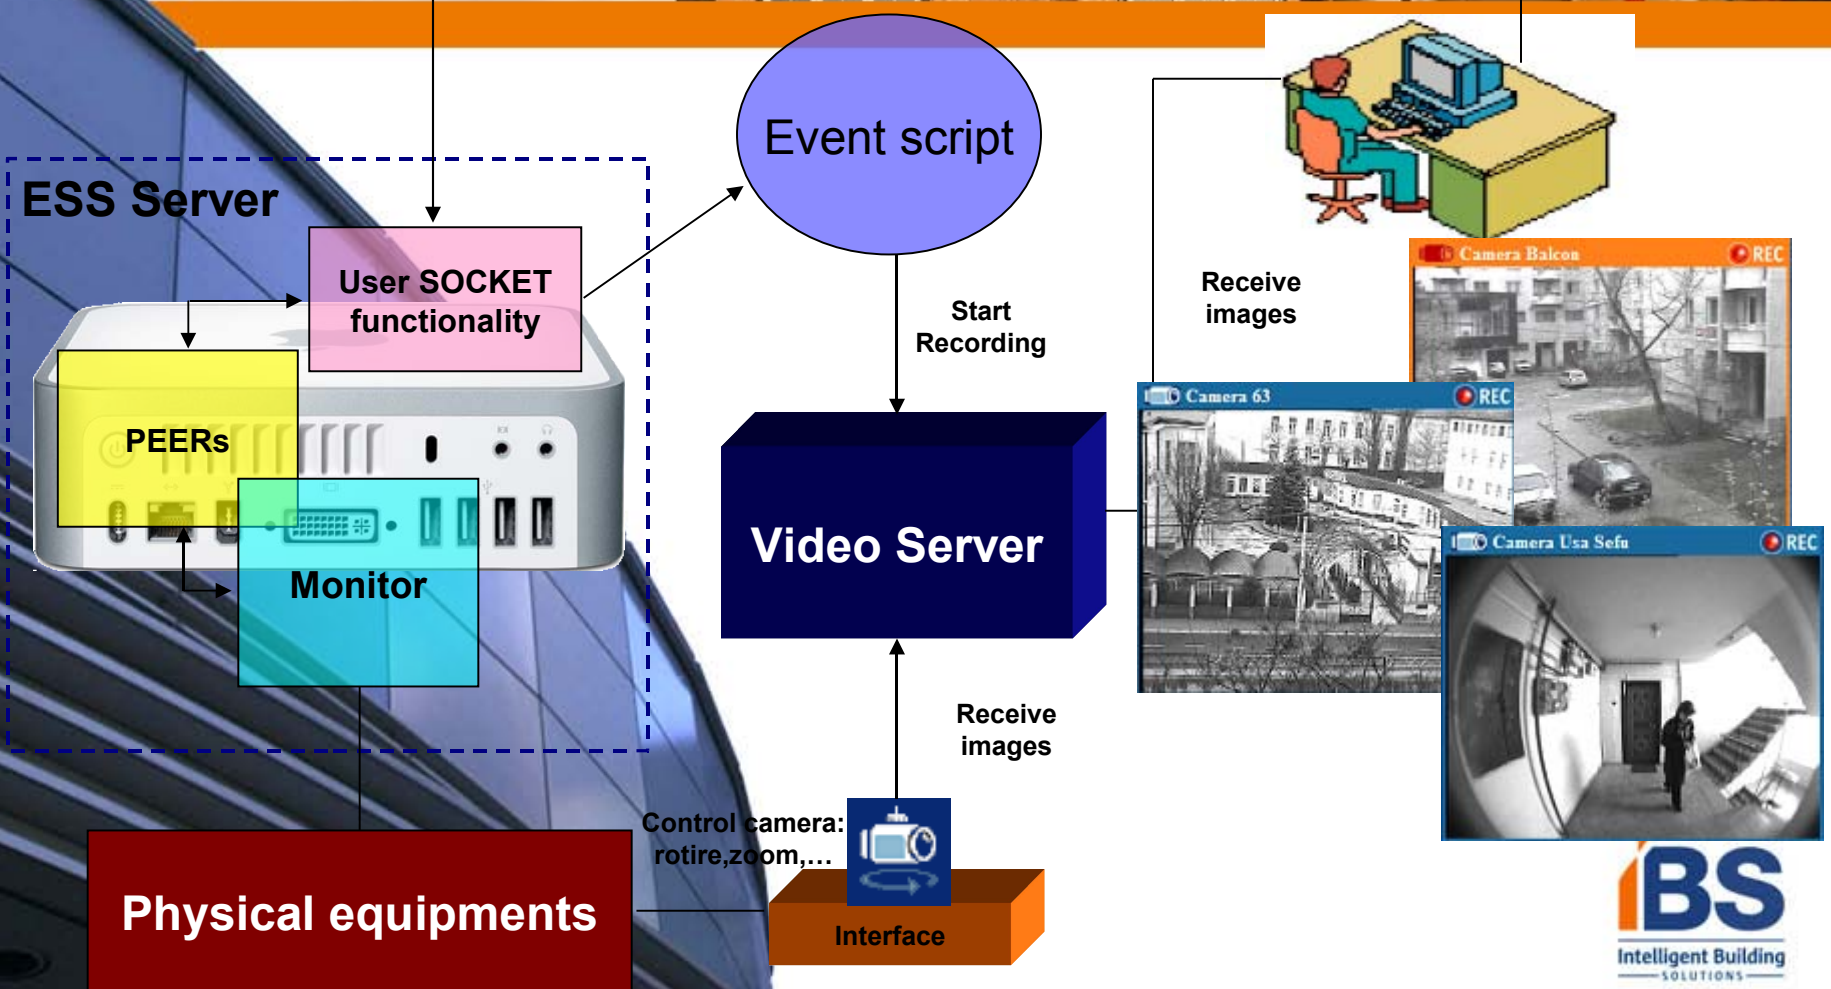 Event script
ESS Server
User SOCKET
functionality
PEERs
Monitor
Start
Recording
Receive
images
Camera Balcon
REC
Camera 63
REC
Video Server
Camera Usa Sefu
REC
Receive
images
Control camera:
rotire,zoom,...
Physical equipments
Interface
iBS
Intelligent Building
SOLUTIONS